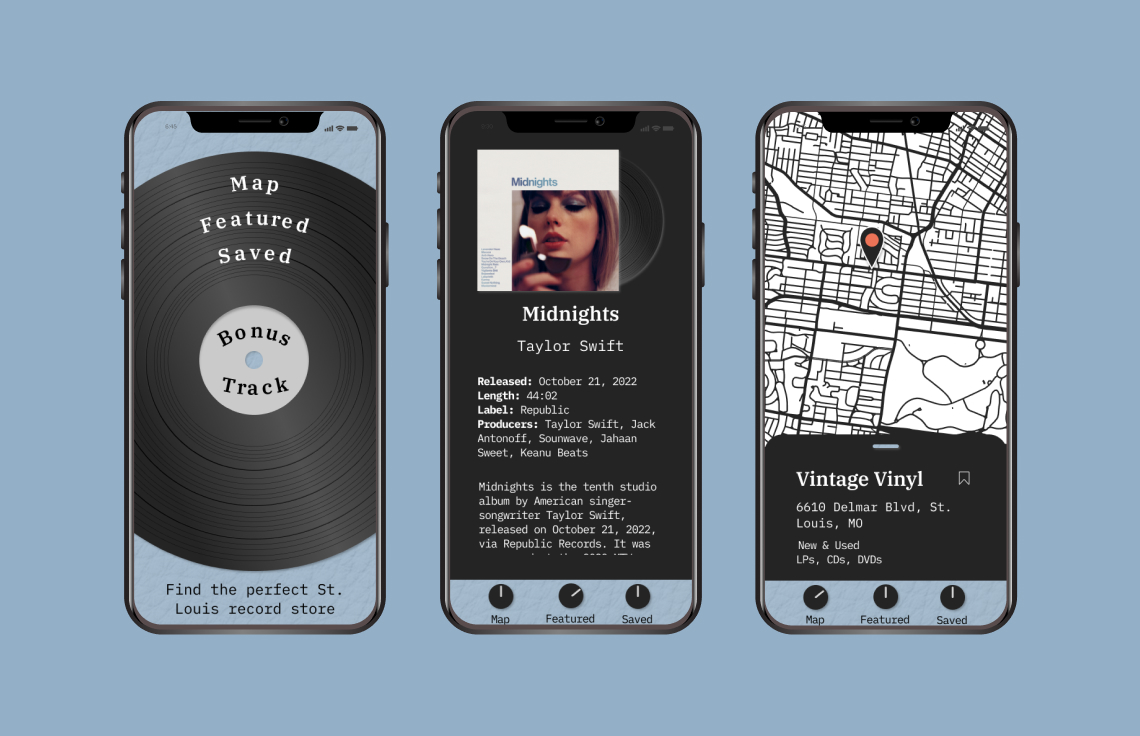 Map
Featured
Saved
Bonus
Track
Find the perfect St.
Louis record store
Midnights
Midnights
Taylor Swift
Released: October 21, 2022
Length: 44:02
Label: Republic
Producers: Taylor Swift, Jack
Antonoff, Sounwave, Jahaan
Sweet, Keanu Beats
Midnights is the tenth studio
album by American singer-
songwriter Taylor Swift,
released on October 21, 2022,
via Republic Records. It was
Map Featured Saved
Vintage Vinyl
6610 Delmar Blvd, St.
Louis, MO
New & Used
LPs, CDs, DVDs
Map Featured Saved